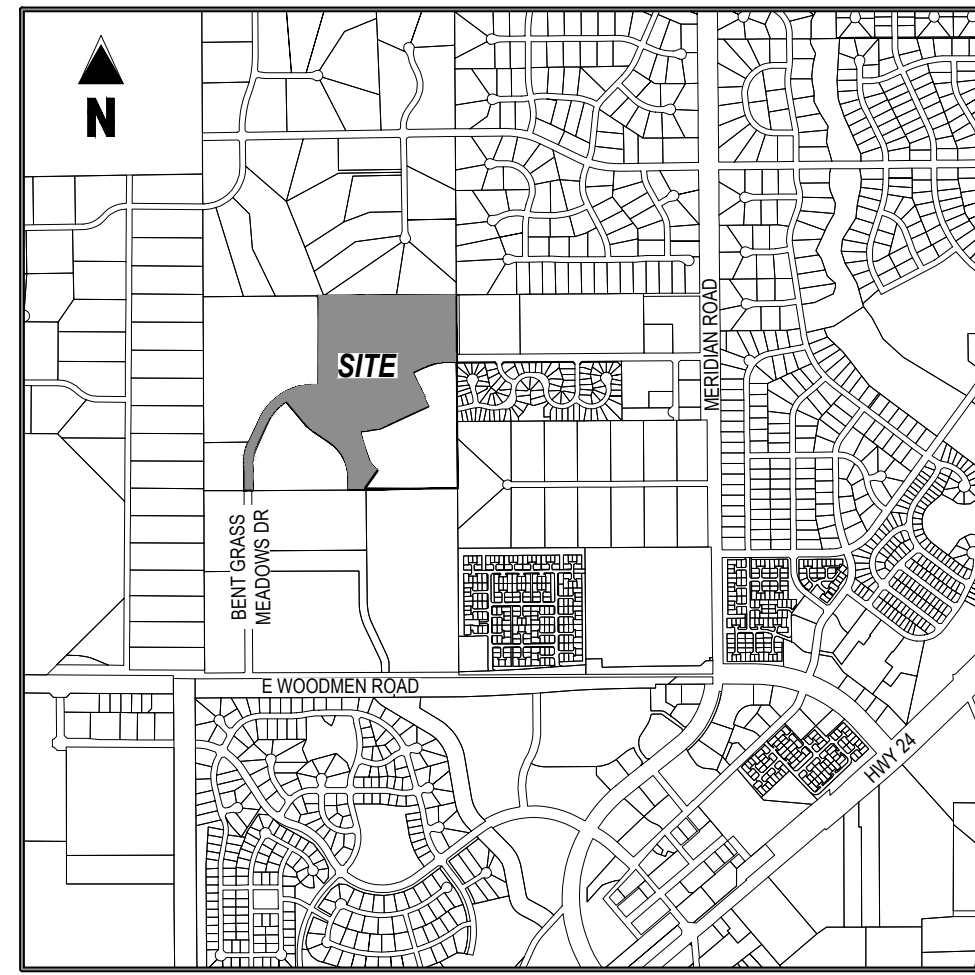 N
SITE
MERIDIAN ROAD
BENT GRASS
MEADOWS DR
E WOODMEN ROAD
HWY 24